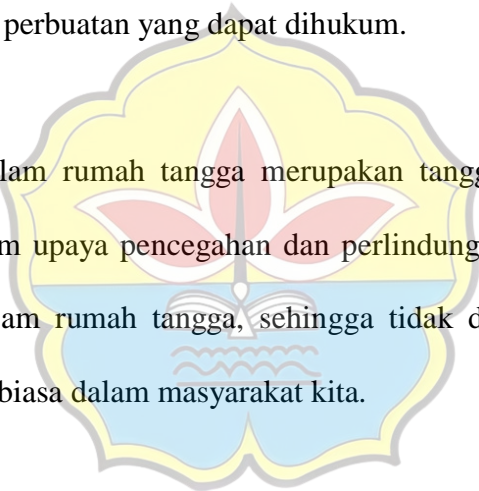 perbuatan yang dapat dihukum.
lam rumah tangga merupakan tangg
m upaya pencegahan dan perlindung
am rumah tangga, sehingga tidak d
biasa dalam masyarakat kita.